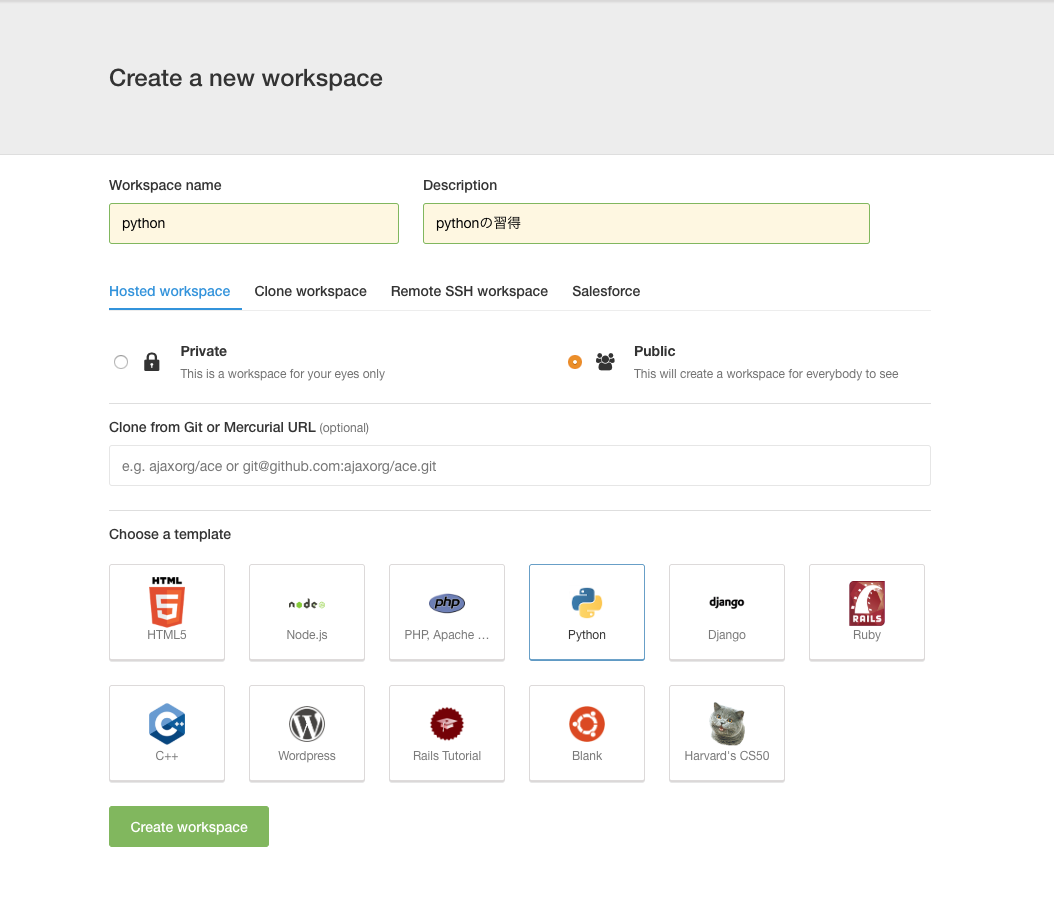 Create a new workspace
Workspace name Description
python pythonの習得
Hosted workspace Clone workspace Remote SSH workspace Salesforce
Private Public
This is a workspace for your eyes only This will create a workspace for everybody to see
Clone from Git or Mercurial URL (optional)
e.g. ajaxorg/ace or git@github.com:ajaxorg/ace.git
Choose a template
HTML
5
node
php
django
RAILS
HTML5 Node.js PHP, Apache ... Python Django Ruby
C++ Wordpress Rails Tutorial Blank Harvard's CS50
Create workspace